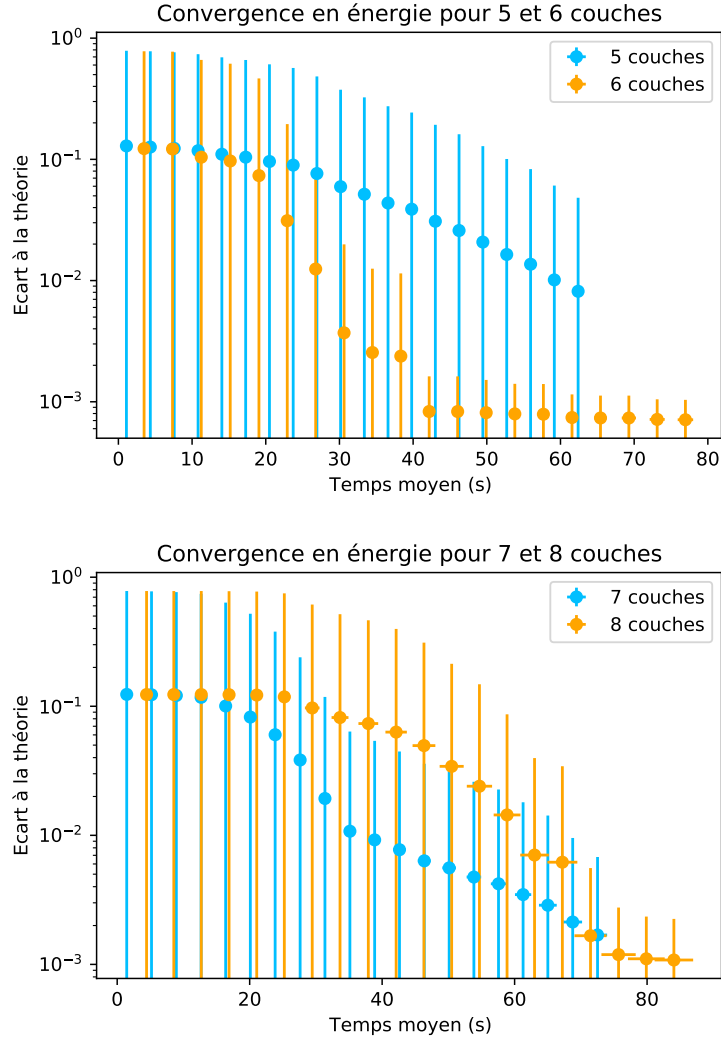 Convergence en énergie pour 5 et 6 couches
10⁰
10⁻¹
10⁻²
10⁻³
Ecart à la théorie
5 couches
6 couches
0 10 20 30 40 50 60 70 80
Temps moyen (s)
Convergence en énergie pour 7 et 8 couches
10⁰
10⁻¹
10⁻²
10⁻³
Ecart à la théorie
7 couches
8 couches
0 20 40 60 80
Temps moyen (s)